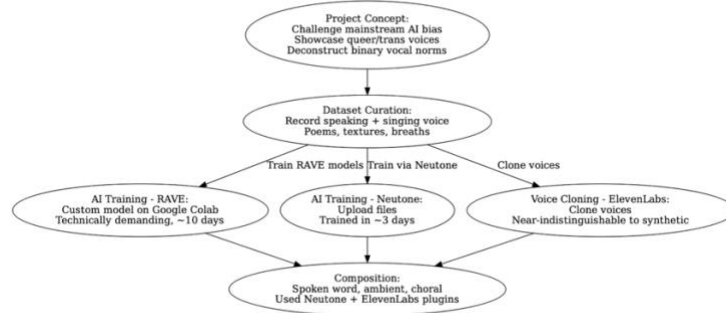 Project Concept:
Challenge mainstream AI bias
Showcase queer/trans voices
Deconstruct binary vocal norms
Dataset Curation:
Record speaking + singing voice
Poems, textures, breaths
Train RAVE models
Train via Neutone
Clone voices
AI Training - RAVE:
Custom model on Google Colab
Technically demanding, ~10 days
AI Training - Neutone:
Upload files
Trained in ~3 days
Voice Cloning - ElevenLabs:
Clone voices
Near-indistinguishable to synthetic
Composition:
Spoken word, ambient, choral
Used Neutone + ElevenLabs plugins